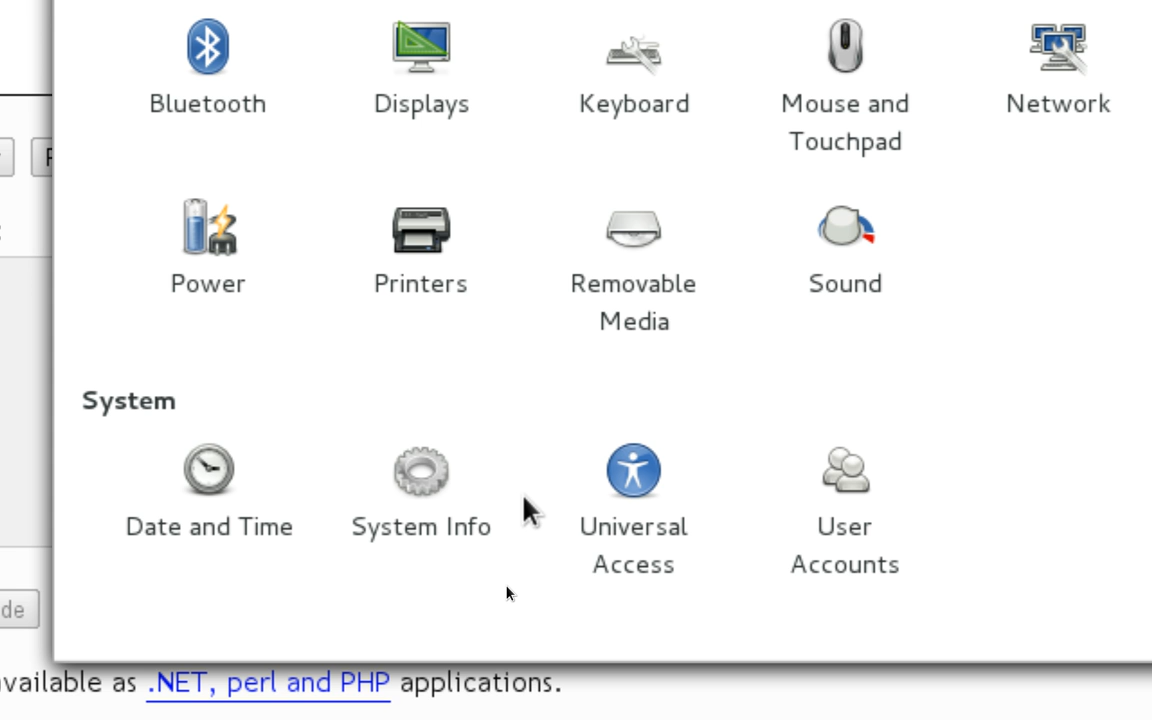 Bluetooth
Displays
Keyboard
Mouse and
Touchpad
Network
Power
Printers
Removable
Media
Sound
System
Date and Time
System Info
Universal
Access
User
Accounts
de
available as .NET, perl and PHP applications.